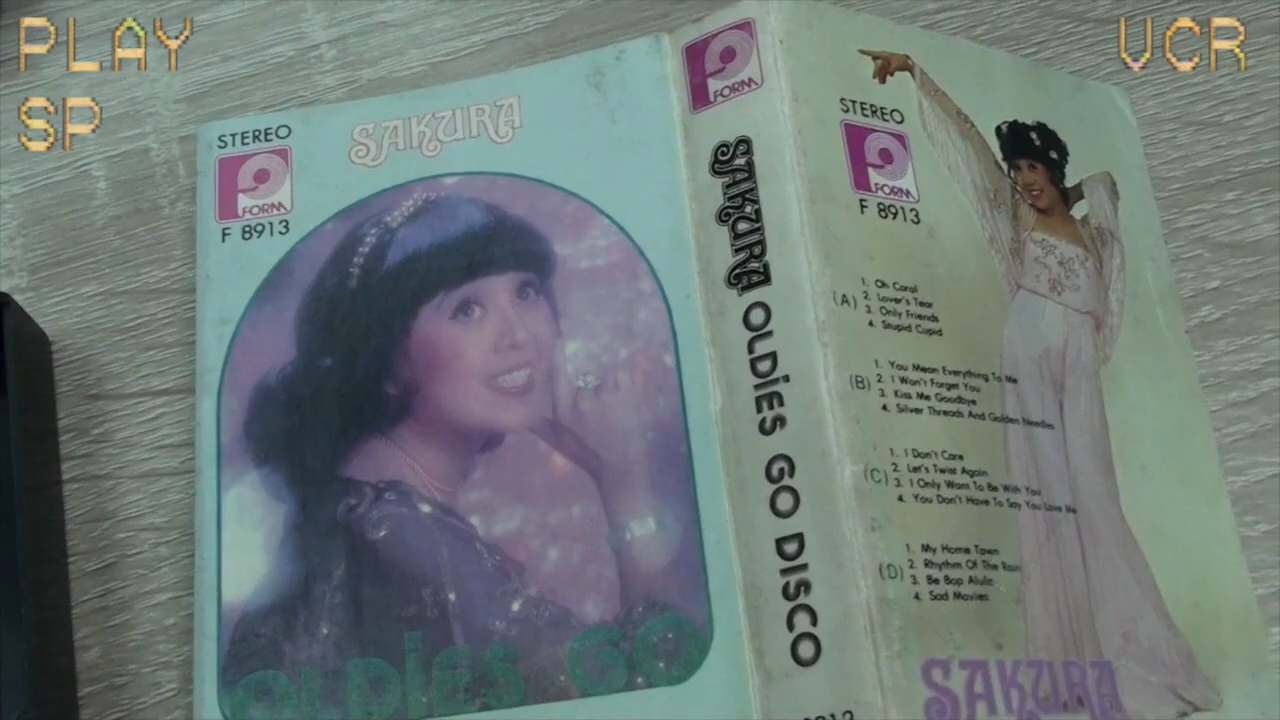 PLAY
SP
VCR
STEREO
P
FORM
F 8913
SAKURA
OLDIES GO
P
FORM
SAKURA OLDIES GO DISCO
STEREO
P
FORM
F 8913
(A)
1. Oh Carol
2. Lover's Tear
3. Only Friends
4. Stupid Cupid
(B)
1. You Mean Everything To Me
2. I Won't Forget You
3. Kiss Me Goodbye
4. Silver Threads And Golden Needles
(C)
1. I Don't Care
2. Let's Twist Again
3. I Only Want To Be With You
4. You Don't Have To Say You Love Me
(D)
1. My Home Town
2. Rhythm Of The Rain
3. Be Bop Alula
4. Sad Movies
SAKURA